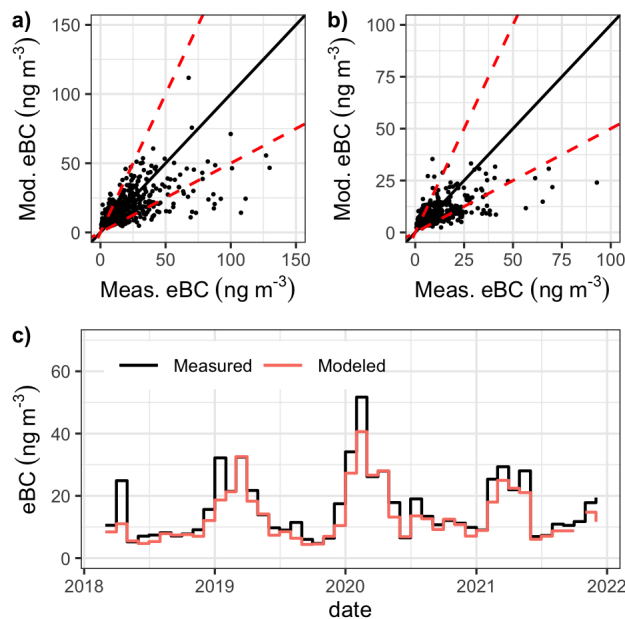 a)
150
100
50
0
Mod. eBC (ng m⁻³)
0 50 100 150
Meas. eBC (ng m⁻³)
b)
100
75
50
25
0
Mod. eBC (ng m⁻³)
0 25 50 75 100
Meas. eBC (ng m⁻³)
c)
Measured Modeled
60
40
20
0
eBC (ng m⁻³)
2018 2019 2020 2021 2022
date